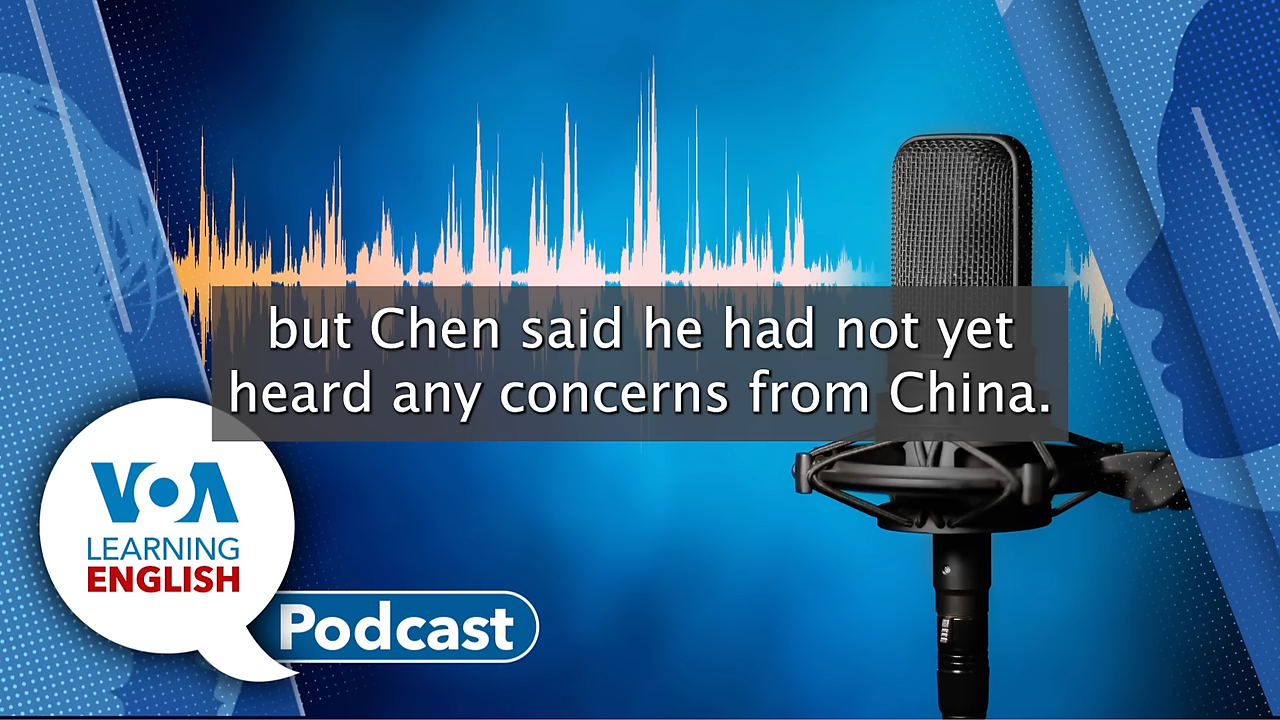 but Chen said he had not yet
heard any concerns from China.
VOA
LEARNING
ENGLISH
Podcast